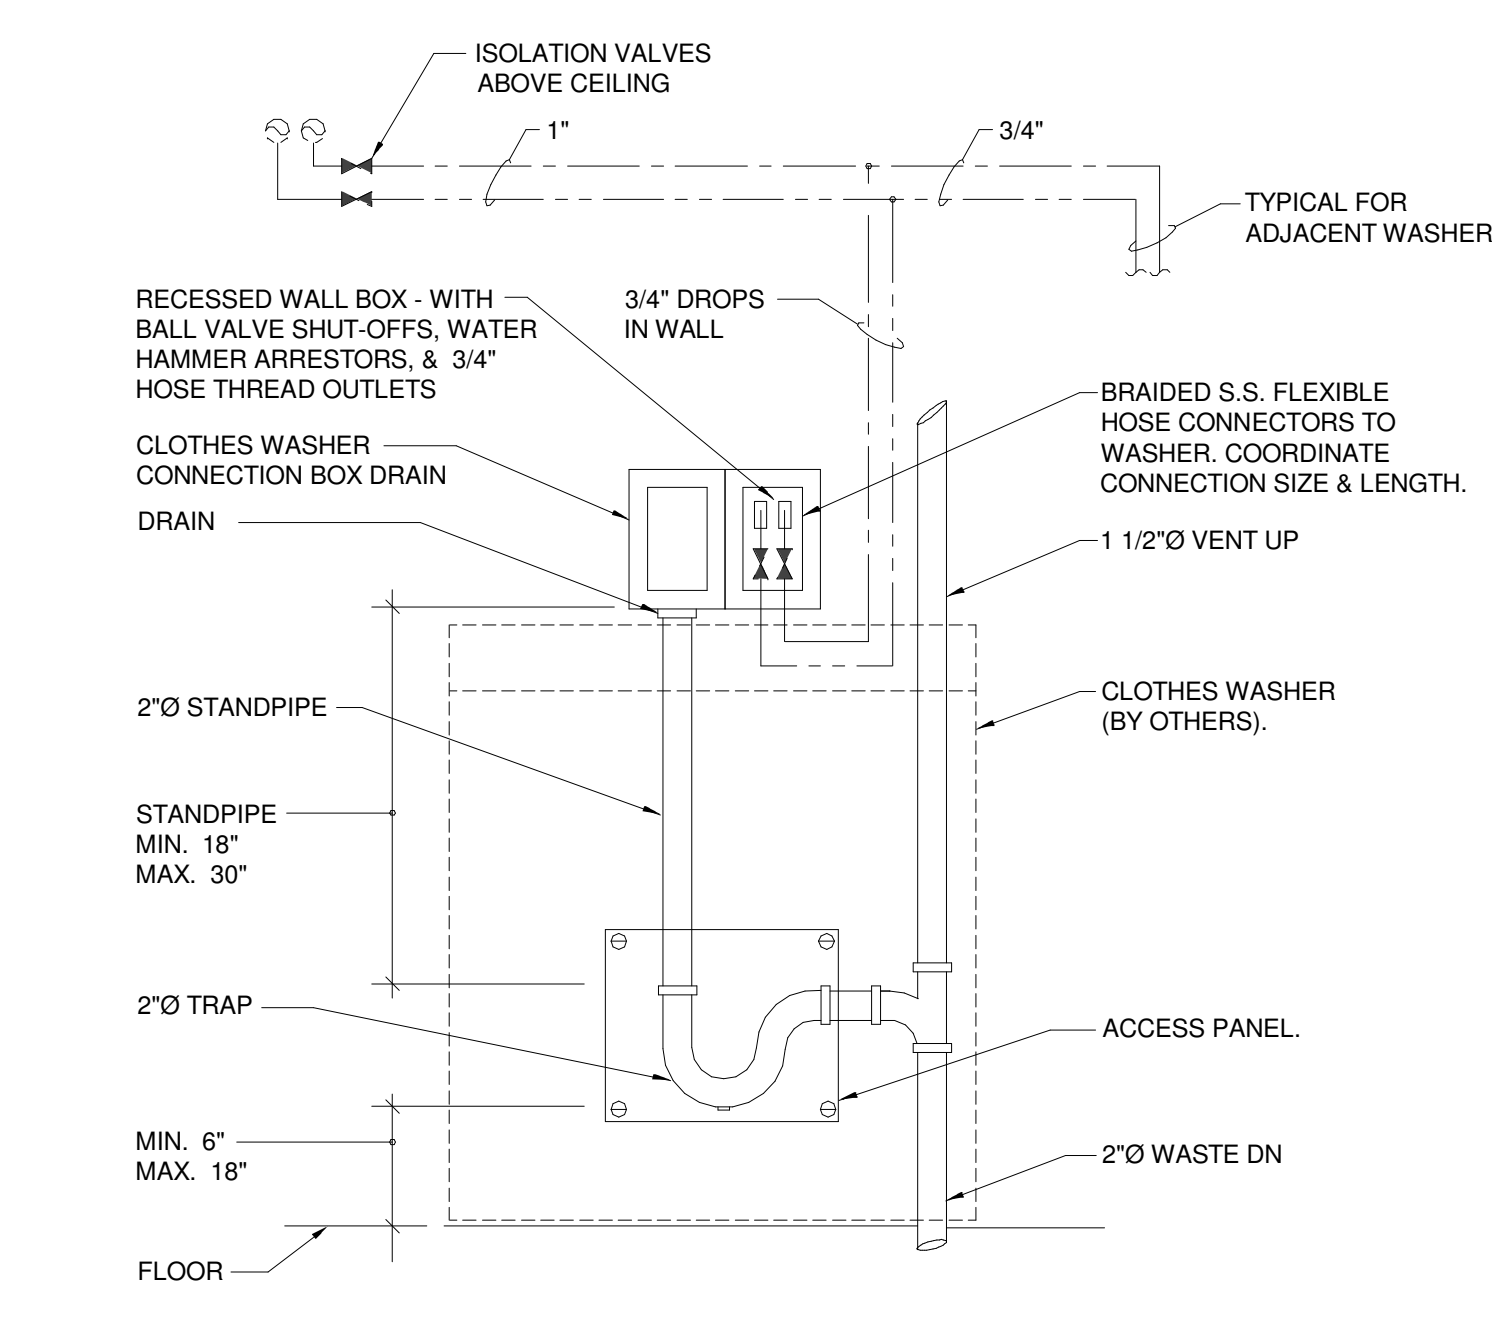 ISOLATION VALVES
ABOVE CEILING
1"
3/4"
TYPICAL FOR
ADJACENT WASHER
RECESSED WALL BOX - WITH
BALL VALVE SHUT-OFFS, WATER
HAMMER ARRESTORS, & 3/4"
HOSE THREAD OUTLETS
3/4" DROPS
IN WALL
BRAIDED S.S. FLEXIBLE
HOSE CONNECTORS TO
WASHER. COORDINATE
CONNECTION SIZE & LENGTH.
CLOTHES WASHER
CONNECTION BOX DRAIN
DRAIN
1 1/2"Ø VENT UP
2"Ø STANDPIPE
CLOTHES WASHER
(BY OTHERS).
STANDPIPE
MIN. 18"
MAX. 30"
2"Ø TRAP
ACCESS PANEL.
MIN. 6"
MAX. 18"
2"Ø WASTE DN
FLOOR